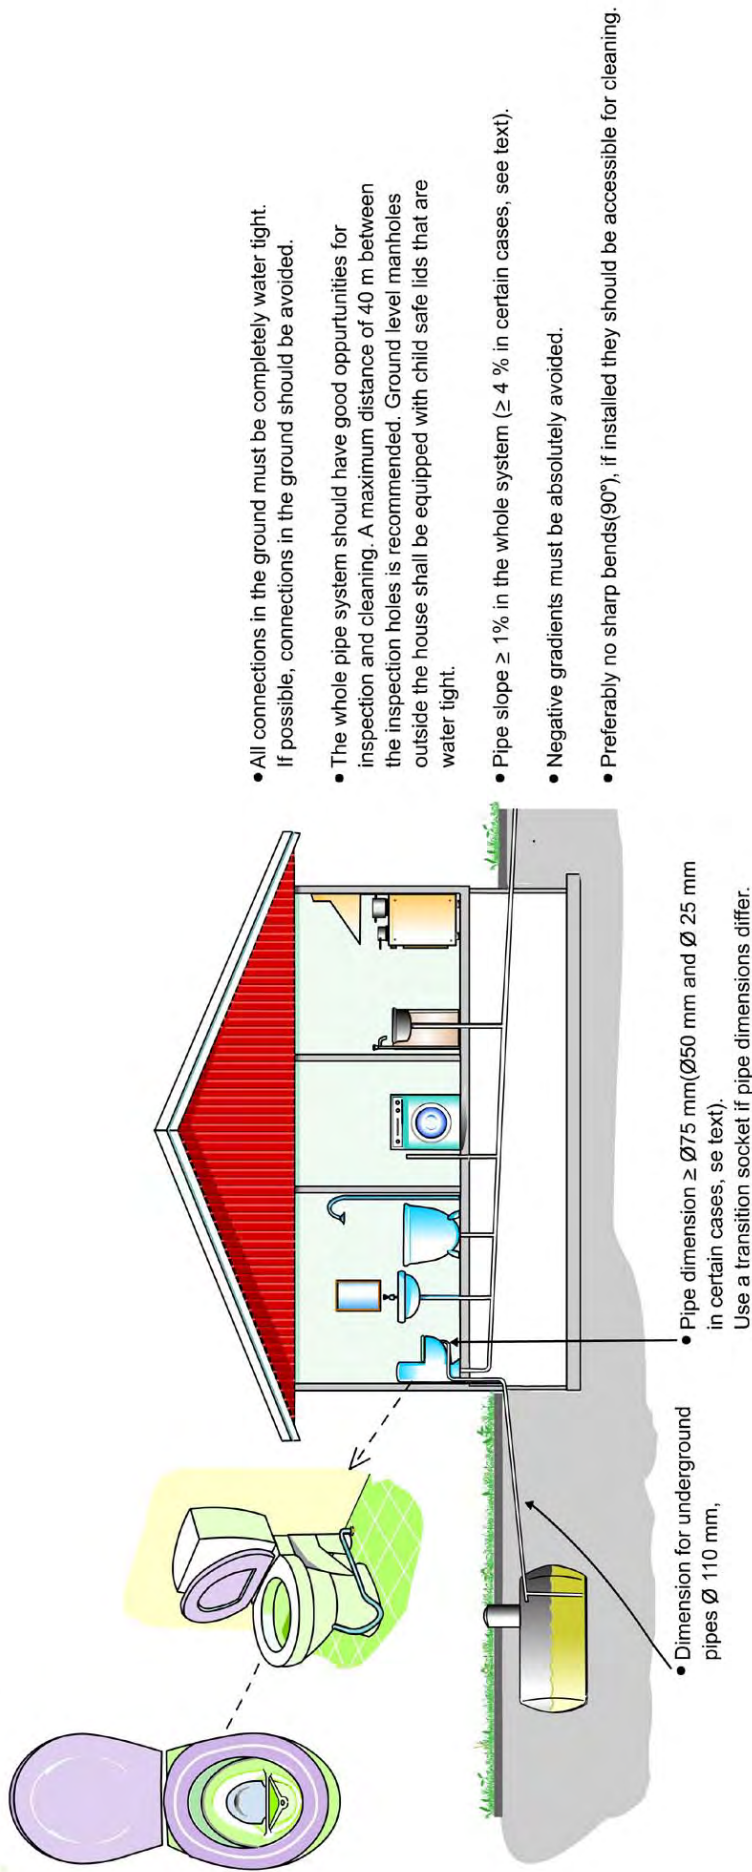 • All connections in the ground must be completely water tight.
If possible, connections in the ground should be avoided.
• The whole pipe system should have good oppurtunities for
inspection and cleaning. A maximum distance of 40 m between
the inspection holes is recommended. Ground level manholes
outside the house shall be equipped with child safe lids that are
water tight.
• Pipe slope ≥ 1% in the whole system (≥ 4 % in certain cases, see text).
• Negative gradients must be absolutely avoided.
• Preferably no sharp bends(90°), if installed they should be accessible for cleaning.
• Dimension for underground
pipes Ø 110 mm,
• Pipe dimension ≥ Ø75 mm(Ø50 mm and Ø 25 mm
in certain cases, se text).
Use a transition socket if pipe dimensions differ.